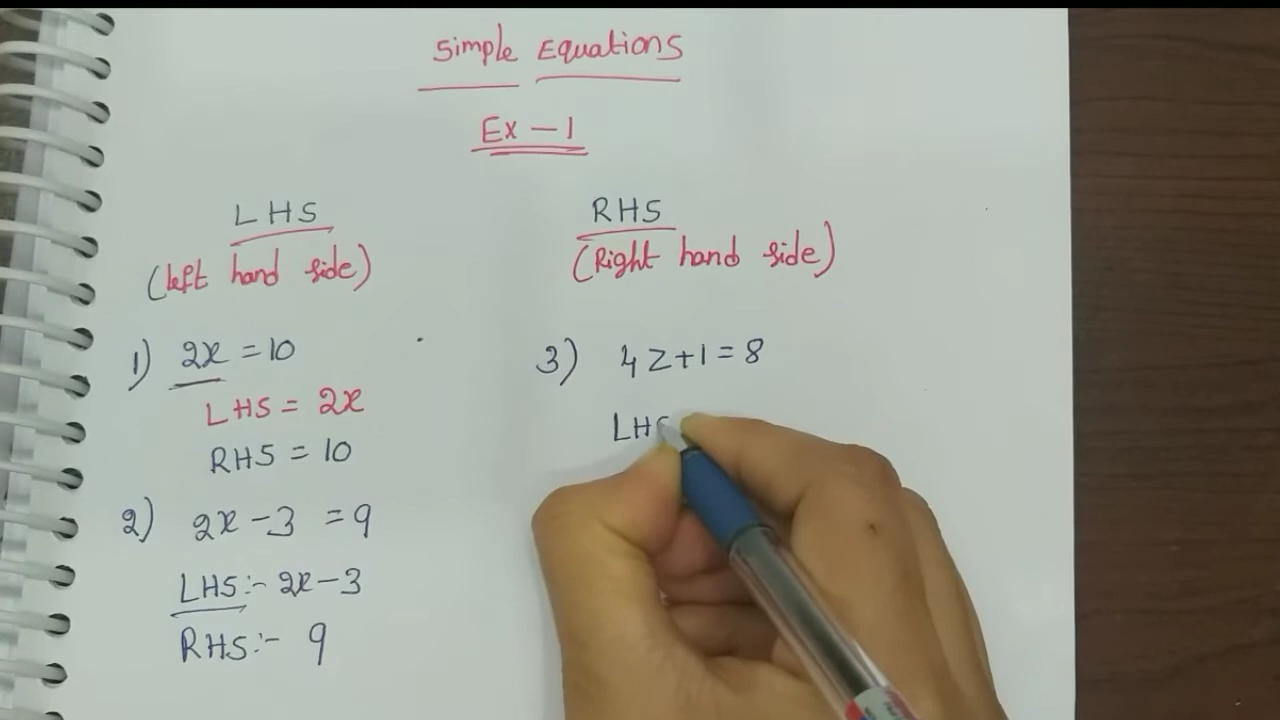 Simple Equations
Ex - 1
LHS
(left hand side)
1) 2x = 10
LHS = 2x
RHS = 10
2) 2x - 3 = 9
LHS :- 2x - 3
RHS :- 9
RHS
(Right hand side)
3) 4z + 1 = 8
LHS